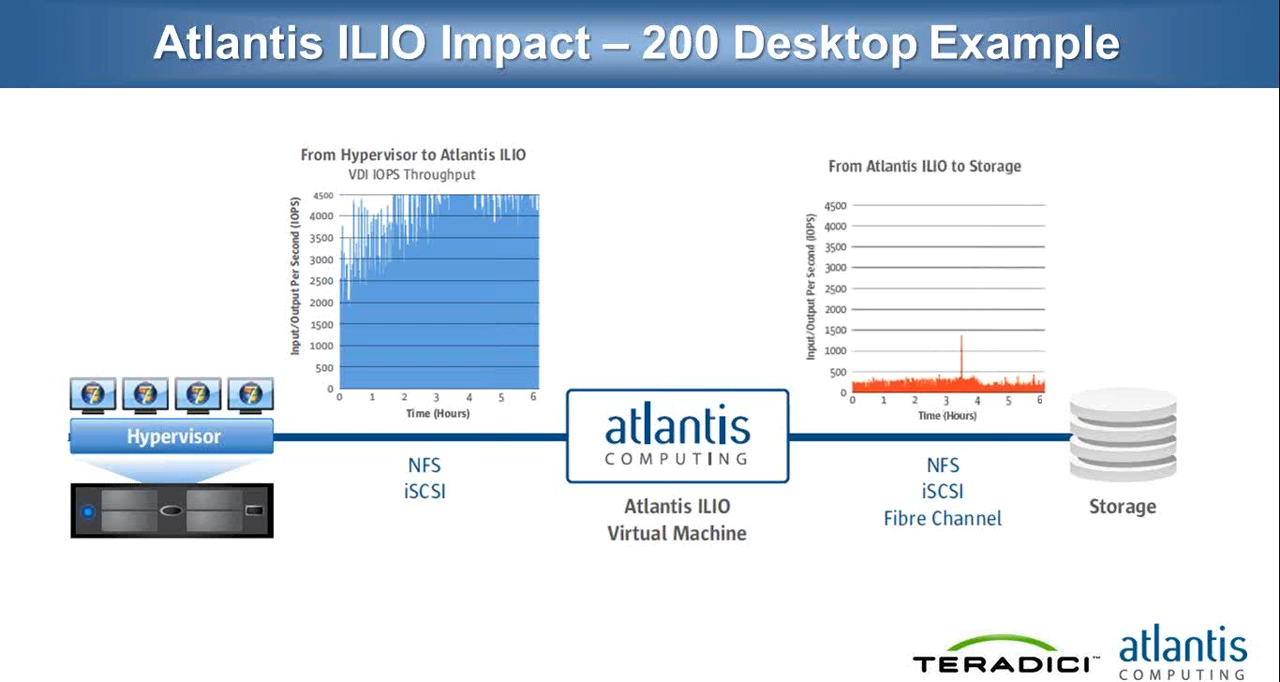 Atlantis ILIO Impact – 200 Desktop Example
From Hypervisor to Atlantis ILIO
VDI IOPS Throughput
Input/Output Per Second (IOPS)
4500
4000
3500
3000
2500
2000
1500
1000
500
0
0 1 2 3 4 5 6
Time (Hours)
From Atlantis ILIO to Storage
Input/Output Per Second (IOPS)
4500
4000
3500
3000
2500
2000
1500
1000
500
0
0 1 2 3 4 5 6
Time (Hours)
Hypervisor
NFS
iSCSI
atlantis
COMPUTING
Atlantis ILIO
Virtual Machine
NFS
iSCSI
Fibre Channel
Storage
TERADICI™
atlantis
COMPUTING